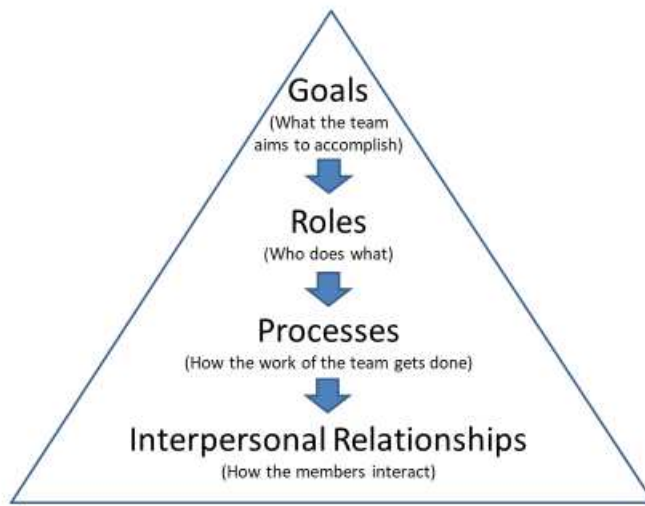 Goals
(What the team
aims to accomplish)
Roles
(Who does what)
Processes
(How the work of the team gets done)
Interpersonal Relationships
(How the members interact)